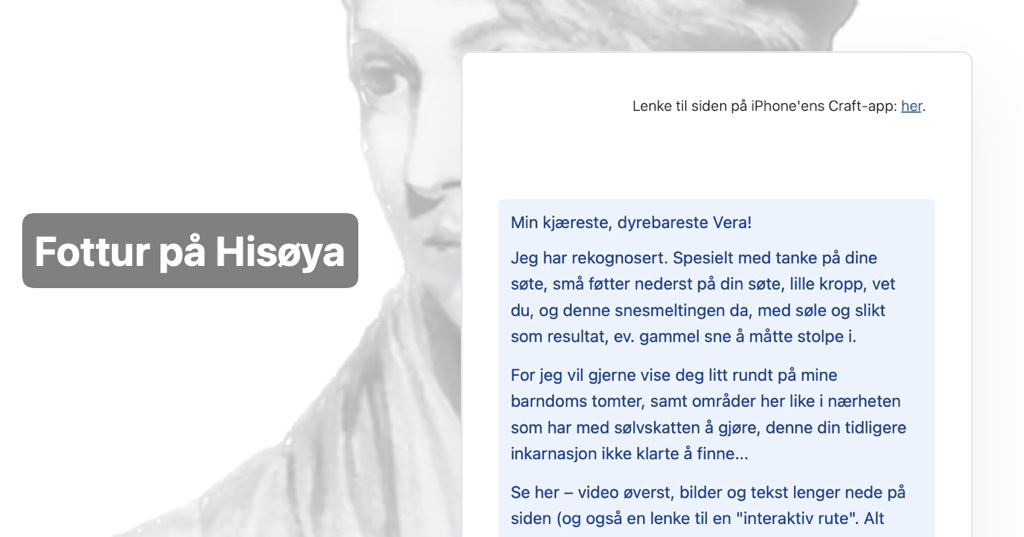 Lenke til siden på iPhone'ens Craft-app: her.
Fottur på Hisøya
Min kjæreste, dyrebareste Vera!
Jeg har rekognosert. Spesielt med tanke på dine
søte, små føtter nederst på din søte, lille kropp, vet
du, og denne snesmeltingen da, med søle og slikt
som resultat, ev. gammel sne å måtte stolpe i.
For jeg vil gjerne vise deg litt rundt på mine
barndoms tomter, samt områder her like i nærheten
som har med sølvskatten å gjøre, denne din tidligere
inkarnasjon ikke klarte å finne...
Se her – video øverst, bilder og tekst lenger nede på
siden (og også en lenke til en "interaktiv rute". Alt